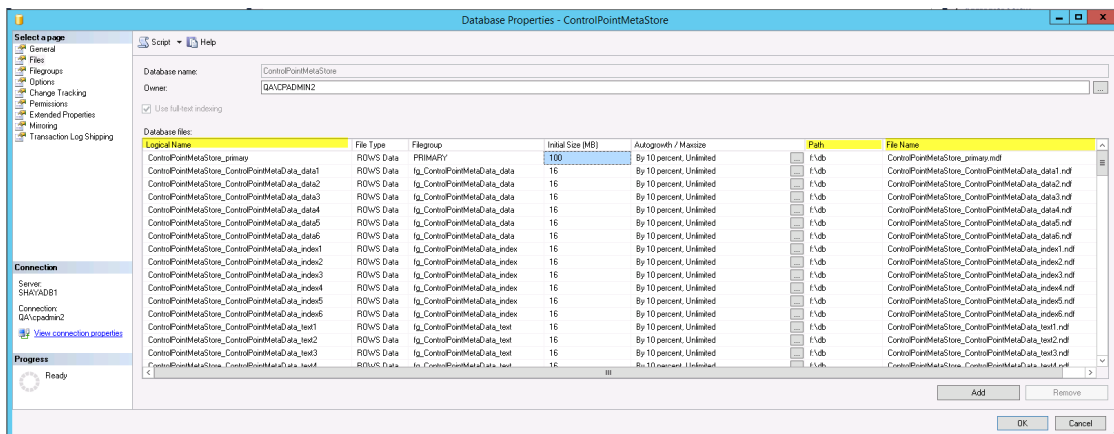 Database Properties - ControlPointMetaStore
Select a page
General
Files
Filegroups
Options
Change Tracking
Permissions
Extended Properties
Mirroring
Transaction Log Shipping
Script Help
Database name: ControlPointMetaStore
Owner: QA\CPADMIN2 ...
Use full-text indexing
Database files:
Logical Name File Type Filegroup Initial Size (MB) Autogrowth / Maxsize Path File Name
ControlPointMetaStore_primary ROWS Data PRIMARY 100 By 10 percent, Unlimited ... f:\db ControlPointMetaStore_primary.mdf
ControlPointMetaStore_ControlPointMetaData_data1 ROWS Data fg_ControlPointMetaData_data 16 By 10 percent, Unlimited ... f:\db ControlPointMetaStore_ControlPointMetaData_data1.ndf
ControlPointMetaStore_ControlPointMetaData_data2 ROWS Data fg_ControlPointMetaData_data 16 By 10 percent, Unlimited ... f:\db ControlPointMetaStore_ControlPointMetaData_data2.ndf
ControlPointMetaStore_ControlPointMetaData_data3 ROWS Data fg_ControlPointMetaData_data 16 By 10 percent, Unlimited ... f:\db ControlPointMetaStore_ControlPointMetaData_data3.ndf
ControlPointMetaStore_ControlPointMetaData_data4 ROWS Data fg_ControlPointMetaData_data 16 By 10 percent, Unlimited ... f:\db ControlPointMetaStore_ControlPointMetaData_data4.ndf
ControlPointMetaStore_ControlPointMetaData_data5 ROWS Data fg_ControlPointMetaData_data 16 By 10 percent, Unlimited ... f:\db ControlPointMetaStore_ControlPointMetaData_data5.ndf
ControlPointMetaStore_ControlPointMetaData_data6 ROWS Data fg_ControlPointMetaData_data 16 By 10 percent, Unlimited ... f:\db ControlPointMetaStore_ControlPointMetaData_data6.ndf
ControlPointMetaStore_ControlPointMetaData_index1 ROWS Data fg_ControlPointMetaData_index 16 By 10 percent, Unlimited ... f:\db ControlPointMetaStore_ControlPointMetaData_index1.ndf
ControlPointMetaStore_ControlPointMetaData_index2 ROWS Data fg_ControlPointMetaData_index 16 By 10 percent, Unlimited ... f:\db ControlPointMetaStore_ControlPointMetaData_index2.ndf
ControlPointMetaStore_ControlPointMetaData_index3 ROWS Data fg_ControlPointMetaData_index 16 By 10 percent, Unlimited ... f:\db ControlPointMetaStore_ControlPointMetaData_index3.ndf
ControlPointMetaStore_ControlPointMetaData_index4 ROWS Data fg_ControlPointMetaData_index 16 By 10 percent, Unlimited ... f:\db ControlPointMetaStore_ControlPointMetaData_index4.ndf
ControlPointMetaStore_ControlPointMetaData_index5 ROWS Data fg_ControlPointMetaData_index 16 By 10 percent, Unlimited ... f:\db ControlPointMetaStore_ControlPointMetaData_index5.ndf
ControlPointMetaStore_ControlPointMetaData_index6 ROWS Data fg_ControlPointMetaData_index 16 By 10 percent, Unlimited ... f:\db ControlPointMetaStore_ControlPointMetaData_index6.ndf
ControlPointMetaStore_ControlPointMetaData_text1 ROWS Data fg_ControlPointMetaData_text 16 By 10 percent, Unlimited ... f:\db ControlPointMetaStore_ControlPointMetaData_text1.ndf
ControlPointMetaStore_ControlPointMetaData_text2 ROWS Data fg_ControlPointMetaData_text 16 By 10 percent, Unlimited ... f:\db ControlPointMetaStore_ControlPointMetaData_text2.ndf
ControlPointMetaStore_ControlPointMetaData_text3 ROWS Data fg_ControlPointMetaData_text 16 By 10 percent, Unlimited ... f:\db ControlPointMetaStore_ControlPointMetaData_text3.ndf
ControlPointMetaStore_ControlPointMetaData_text4 ROWS Data fg_ControlPointMetaData_text 16 By 10 percent, Unlimited ... f:\db ControlPointMetaStore_ControlPointMetaData_text4.ndf
Connection
Server:
SHAYADB1
Connection:
QA\cpadmin2
View connection properties
Progress
Ready
Add Remove
OK Cancel